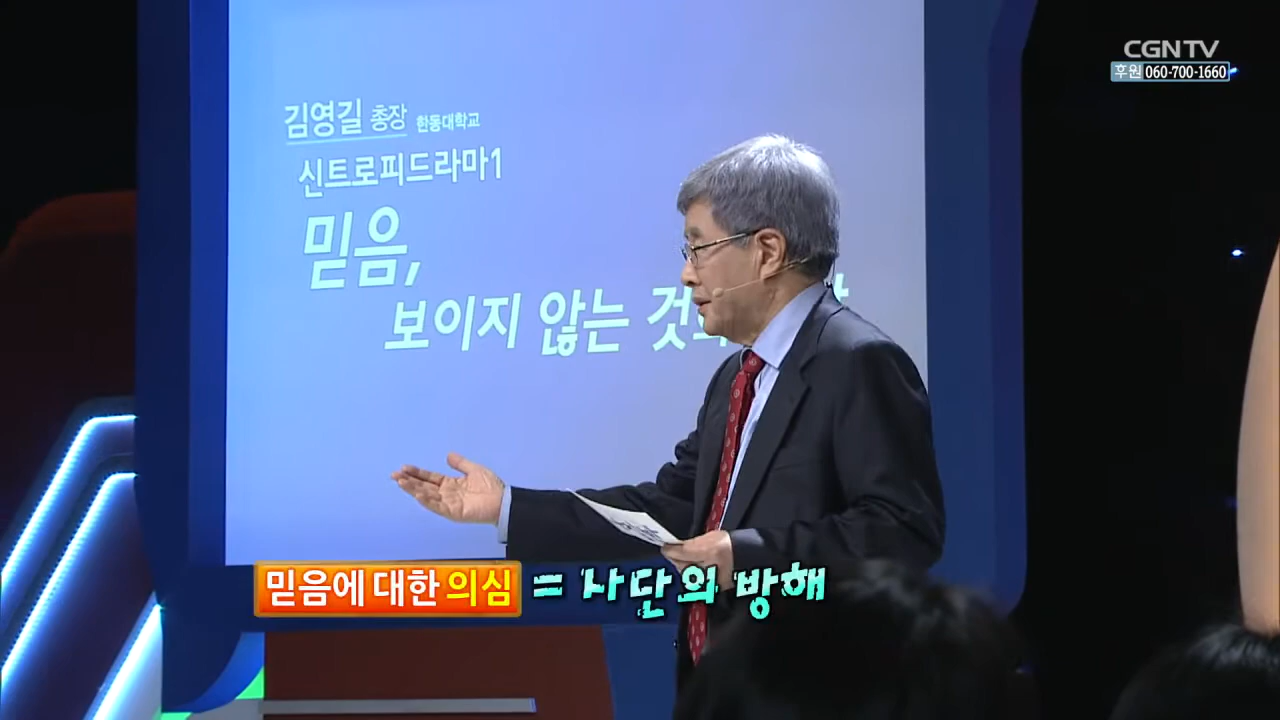 CGNTV
후원 060-700-1660
김영길 총장 한동대학교
신트로피드라마1
믿음,
보이지 않는
믿음에 대한 의심 = 사단의 방해